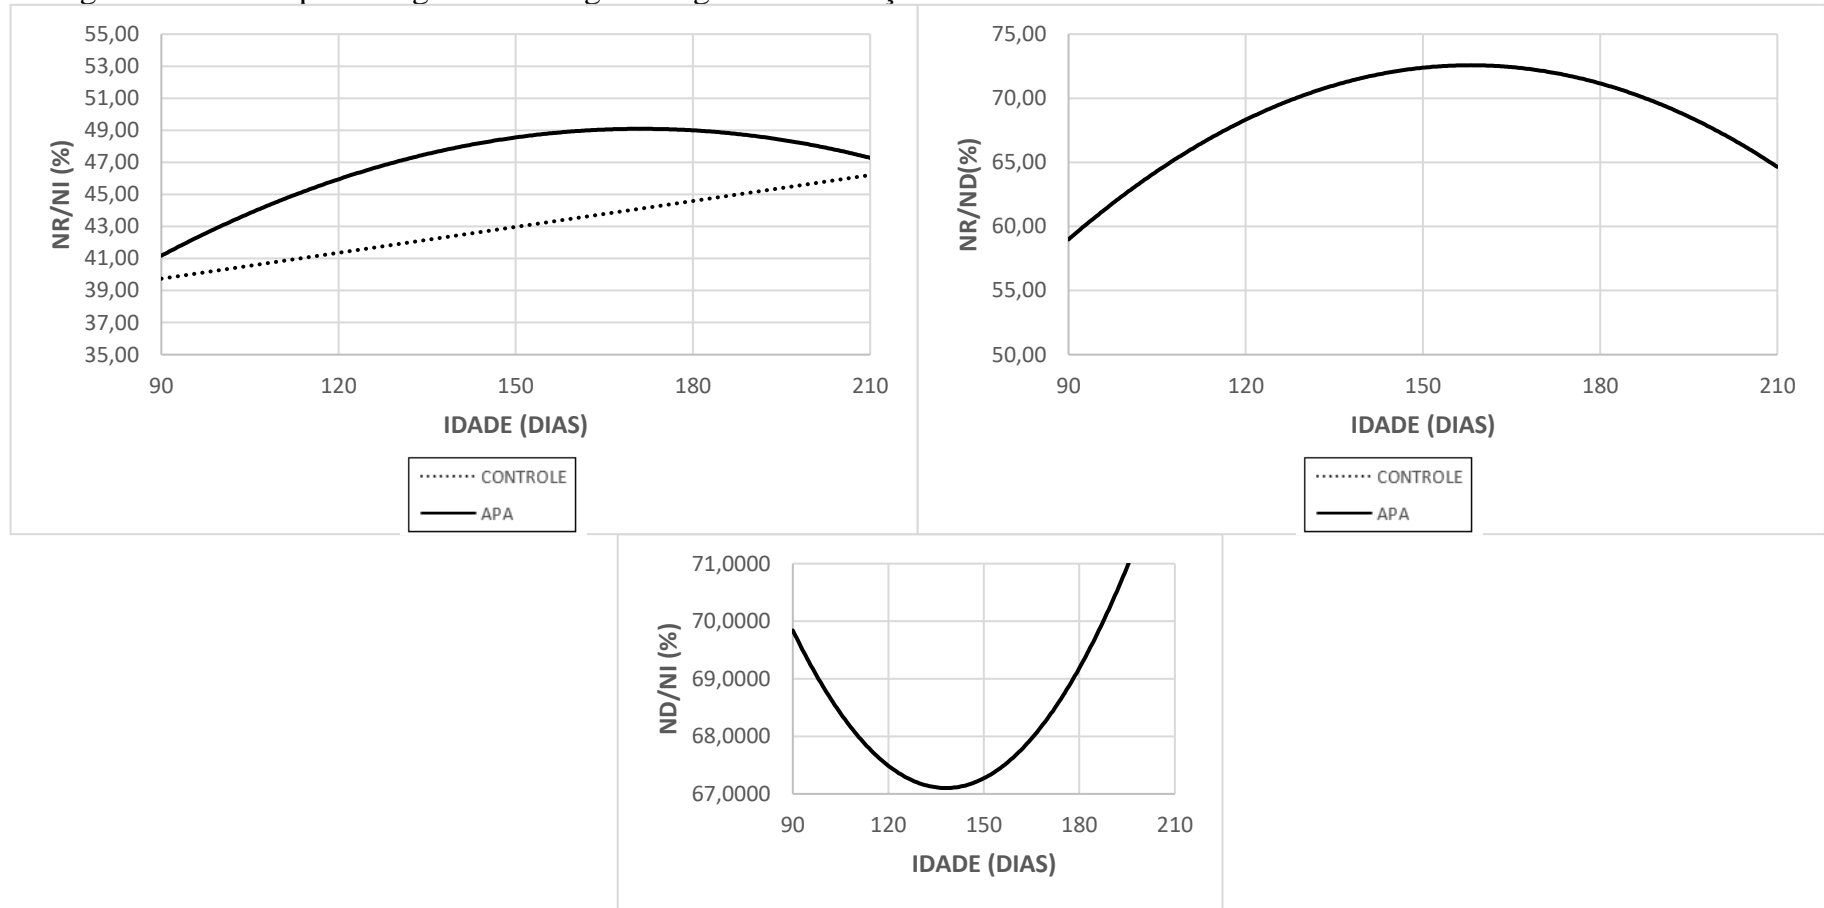 55,00
53,00
51,00
49,00
47,00
45,00
43,00
41,00
39,00
37,00
35,00
NR/NI (%)
90 120 150 180 210
IDADE (DIAS)
CONTROLE
APA
75,00
70,00
65,00
60,00
55,00
50,00
NR/ND(%)
90 120 150 180 210
IDADE (DIAS)
CONTROLE
APA
71,0000
70,0000
69,0000
68,0000
67,0000
ND/NI (%)
90 120 150 180 210
IDADE (DIAS)